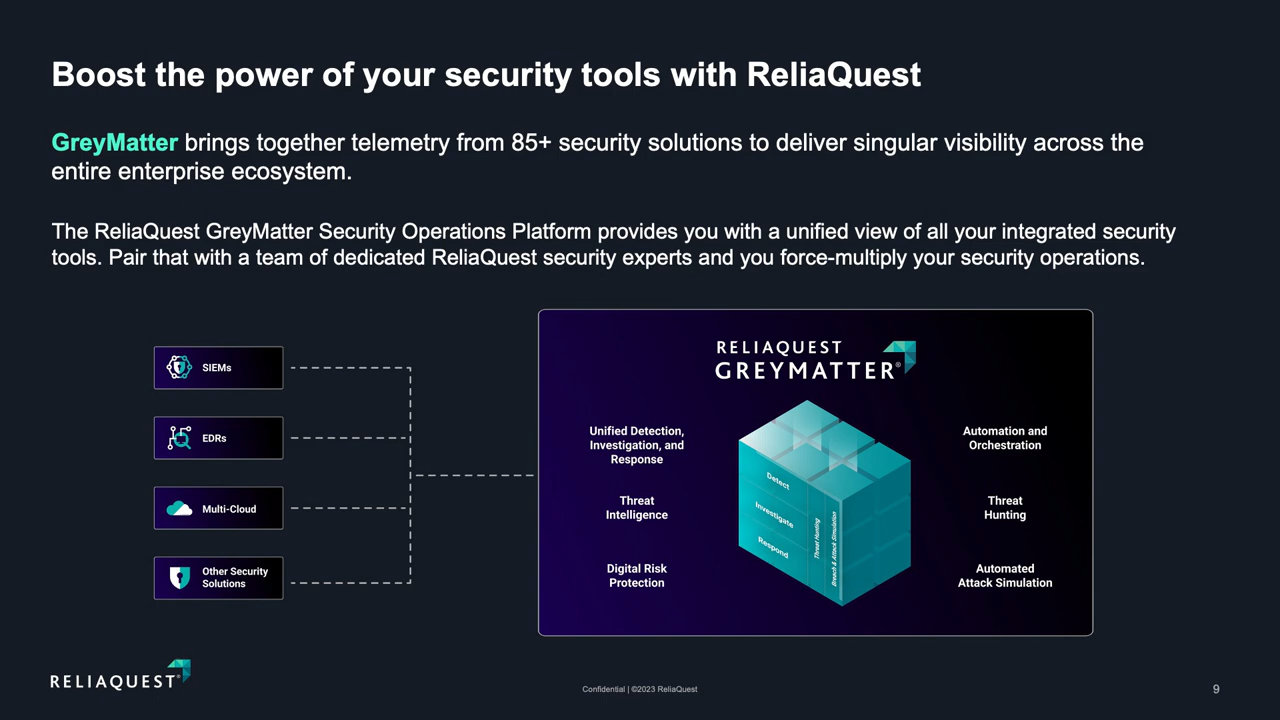 Boost the power of your security tools with ReliaQuest
GreyMatter brings together telemetry from 85+ security solutions to deliver singular visibility across the
entire enterprise ecosystem.
The ReliaQuest GreyMatter Security Operations Platform provides you with a unified view of all your integrated security
tools. Pair that with a team of dedicated ReliaQuest security experts and you force-multiply your security operations.
SIEMs
EDRs
Multi-Cloud
Other Security
Solutions
RELIAQUEST
GREYMATTER®
Unified Detection,
Investigation, and
Response
Threat
Intelligence
Digital Risk
Protection
Detect
Investigate
Respond
Threat Hunting
Breach & Attack Simulation
Automation and
Orchestration
Threat
Hunting
Automated
Attack Simulation
RELIAQUEST®
Confidential | ©2023 ReliaQuest
9